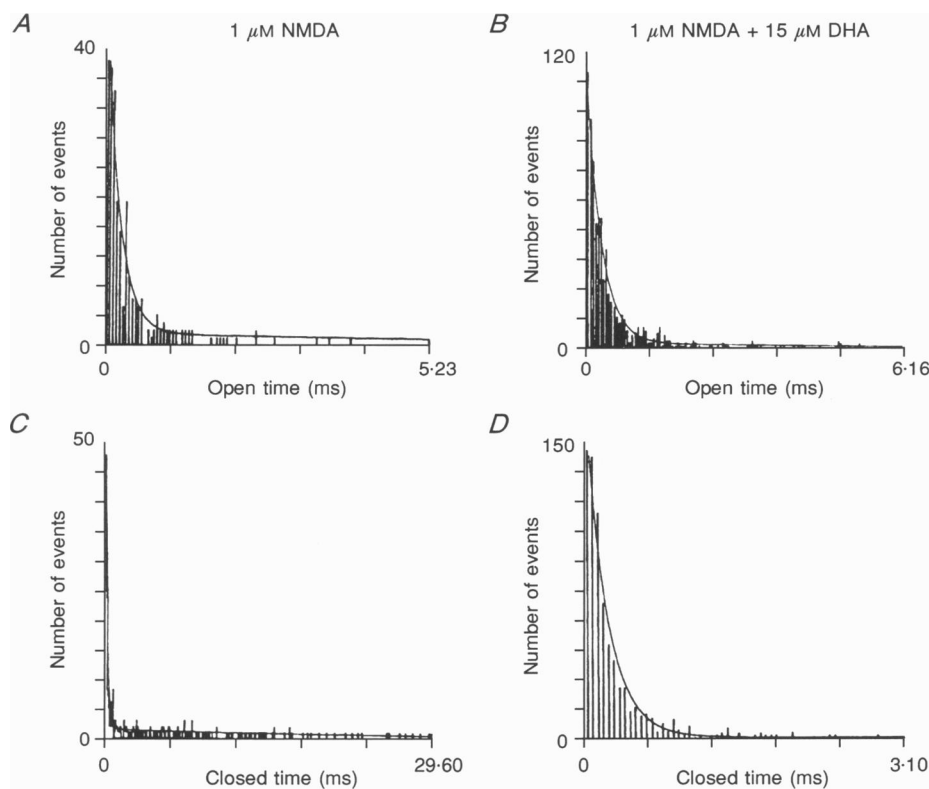 A
1 μM NMDA
40
Number of events
0
0
5·23
Open time (ms)
B
1 μM NMDA + 15 μM DHA
120
Number of events
0
0
6·16
Open time (ms)
C
50
Number of events
0
0
29·60
Closed time (ms)
D
150
Number of events
0
0
3·10
Closed time (ms)